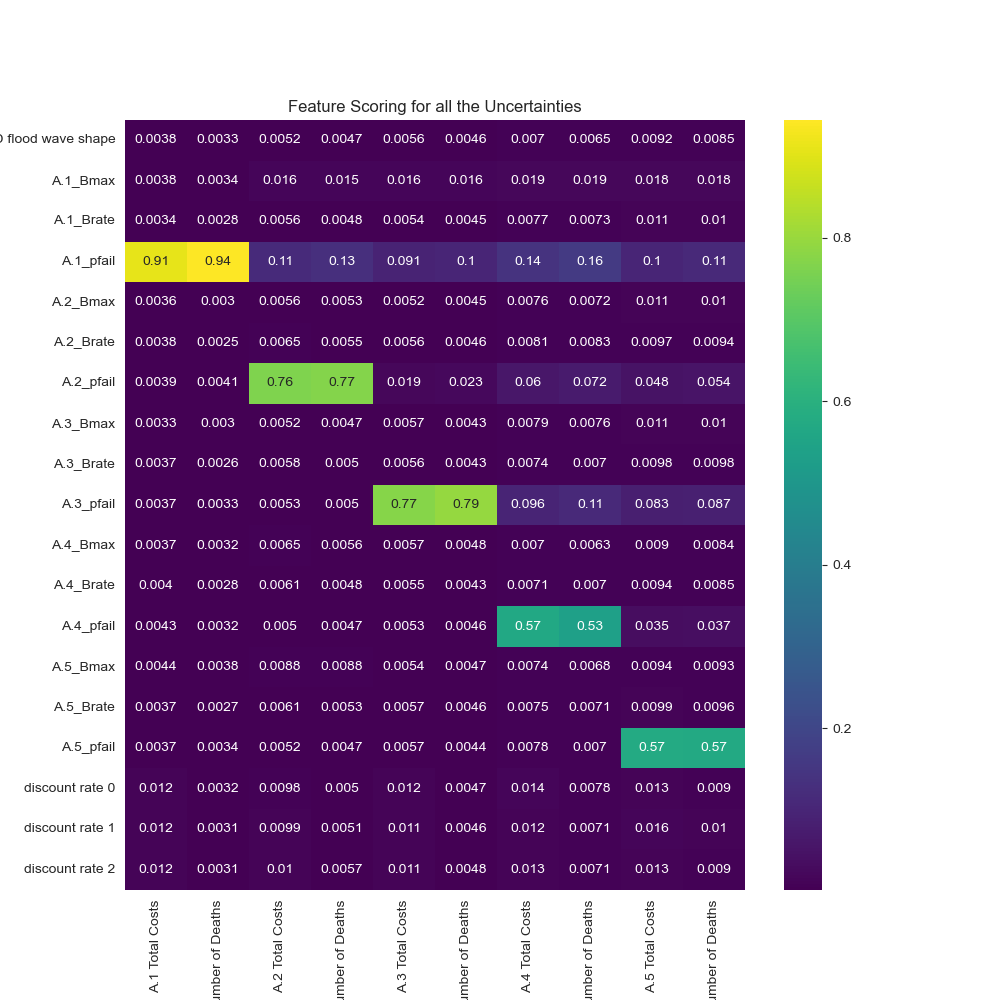 Feature Scoring for all the Uncertainties
flood wave shape 0.0038 0.0033 0.0052 0.0047 0.0056 0.0046 0.007 0.0065 0.0092 0.0085
A.1_Bmax 0.0038 0.0034 0.016 0.015 0.016 0.016 0.019 0.019 0.018 0.018
A.1_Brate 0.0034 0.0028 0.0056 0.0048 0.0054 0.0045 0.0077 0.0073 0.011 0.01
0.8
A.1_pfail 0.91 0.94 0.11 0.13 0.091 0.1 0.14 0.16 0.1 0.11
A.2_Bmax 0.0036 0.003 0.0056 0.0053 0.0052 0.0045 0.0076 0.0072 0.011 0.01
A.2_Brate 0.0038 0.0025 0.0065 0.0055 0.0056 0.0046 0.0081 0.0083 0.0097 0.0094
A.2_pfail 0.0039 0.0041 0.76 0.77 0.019 0.023 0.06 0.072 0.048 0.054
0.6
A.3_Bmax 0.0033 0.003 0.0052 0.0047 0.0057 0.0043 0.0079 0.0076 0.011 0.01
A.3_Brate 0.0037 0.0026 0.0058 0.005 0.0056 0.0043 0.0074 0.007 0.0098 0.0098
A.3_pfail 0.0037 0.0033 0.0053 0.005 0.77 0.79 0.096 0.11 0.083 0.087
A.4_Bmax 0.0037 0.0032 0.0065 0.0056 0.0057 0.0048 0.007 0.0063 0.009 0.0084
0.4
A.4_Brate 0.004 0.0028 0.0061 0.0048 0.0055 0.0043 0.0071 0.007 0.0094 0.0085
A.4_pfail 0.0043 0.0032 0.005 0.0047 0.0053 0.0046 0.57 0.53 0.035 0.037
A.5_Bmax 0.0044 0.0038 0.0088 0.0088 0.0054 0.0047 0.0074 0.0068 0.0094 0.0093
A.5_Brate 0.0037 0.0027 0.0061 0.0053 0.0057 0.0046 0.0075 0.0071 0.0099 0.0096
0.2
A.5_pfail 0.0037 0.0034 0.0052 0.0047 0.0057 0.0044 0.0078 0.007 0.57 0.57
discount rate 0 0.012 0.0032 0.0098 0.005 0.012 0.0047 0.014 0.0078 0.013 0.009
discount rate 1 0.012 0.0031 0.0099 0.0051 0.011 0.0046 0.012 0.0071 0.016 0.01
discount rate 2 0.012 0.0031 0.01 0.0057 0.011 0.0048 0.013 0.0071 0.013 0.009
A.1 Total Costs
of Deaths
A.2 Total Costs
of Deaths
A.3 Total Costs
of Deaths
A.4 Total Costs
of Deaths
A.5 Total Costs
of Deaths